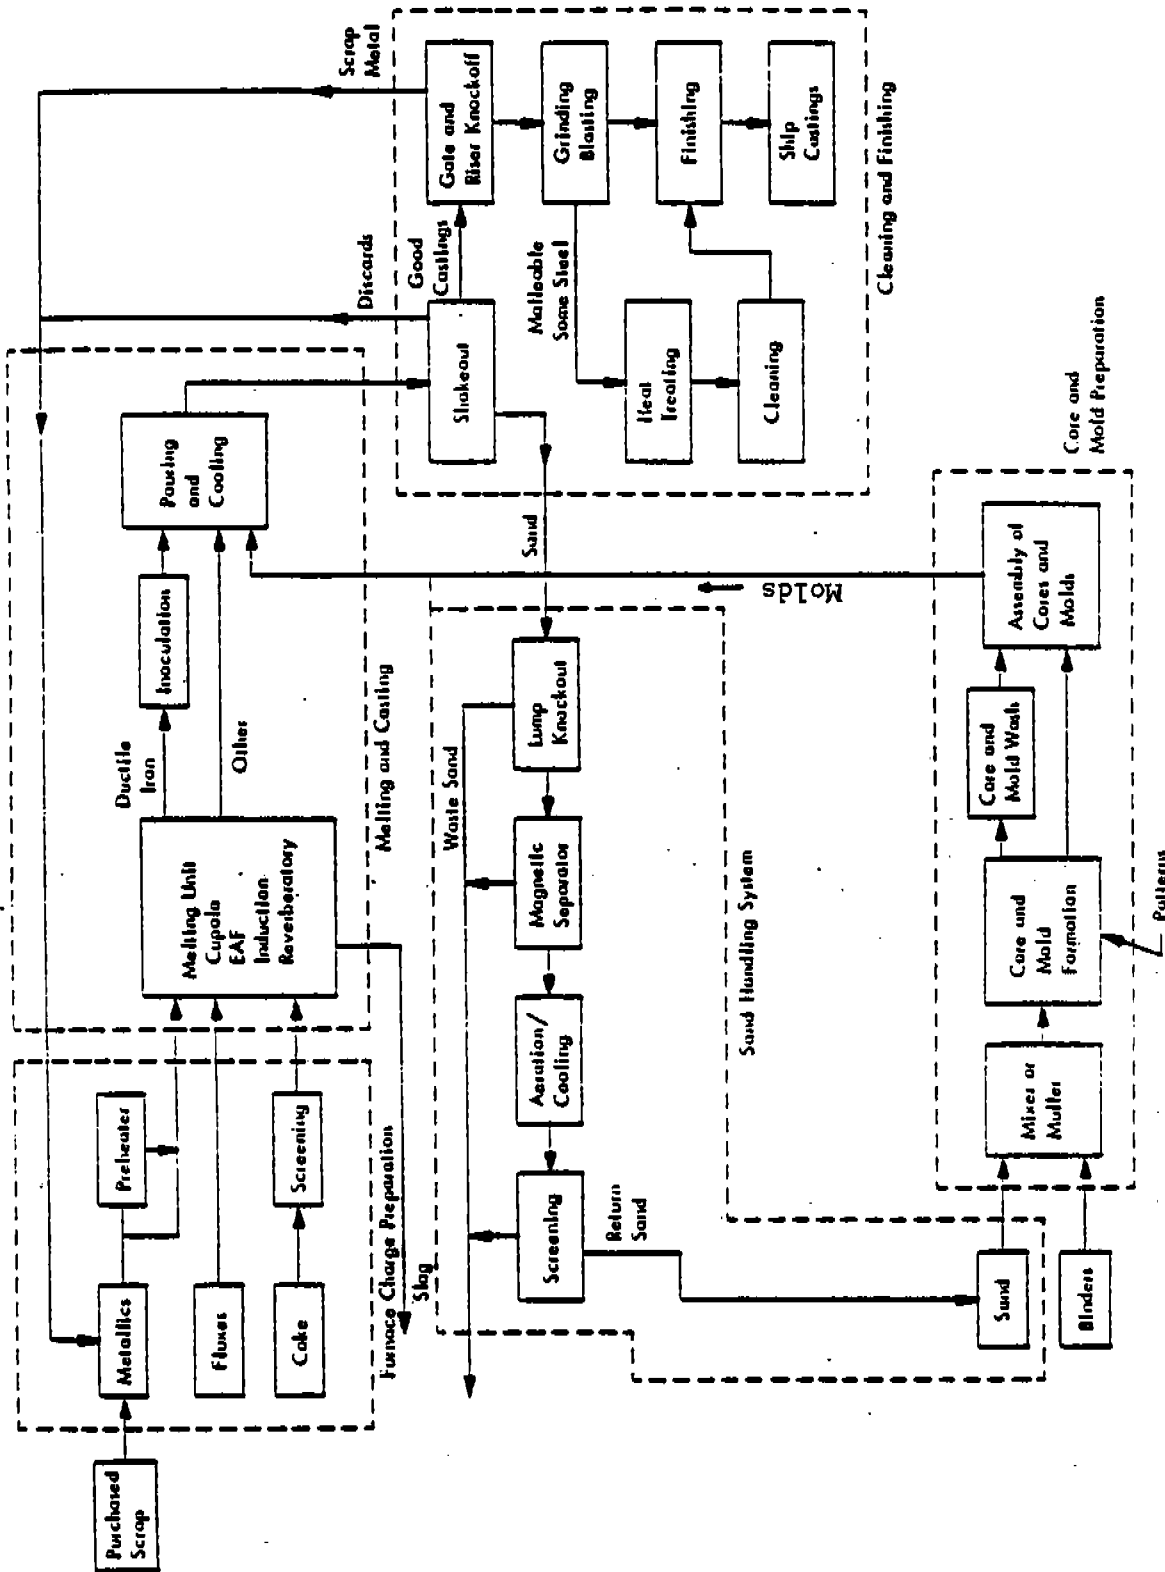 Purchased
Scrap
Metallics
Preheater
Fluxes
Coke
Screening
Furnace Charge Preparation
Slag
Melting Unit
Cupola
EAF
Induction
Reverberatory
Ductile
Iron
Other
Inoculation
Pouring
and
Cooling
Melting and Casting
Discards
Scrap
Metal
Shakeout
Good
Castings
Gate and
Riser Knockoff
Grinding
Blasting
Malleable
Some Steel
Heat
Treating
Cleaning
Finishing
Ship
Castings
Cleaning and Finishing
Sand
Waste Sand
Lump
Knockout
Magnetic
Separator
Aeration/
Cooling
Screening
Return
Sand
Sand Handling System
Molds
Sand
Binders
Mixer or
Muller
Core and
Mold
Formation
Patterns
Core and
Mold Wash
Assembly of
Cores and
Molds
Core and
Mold Preparation